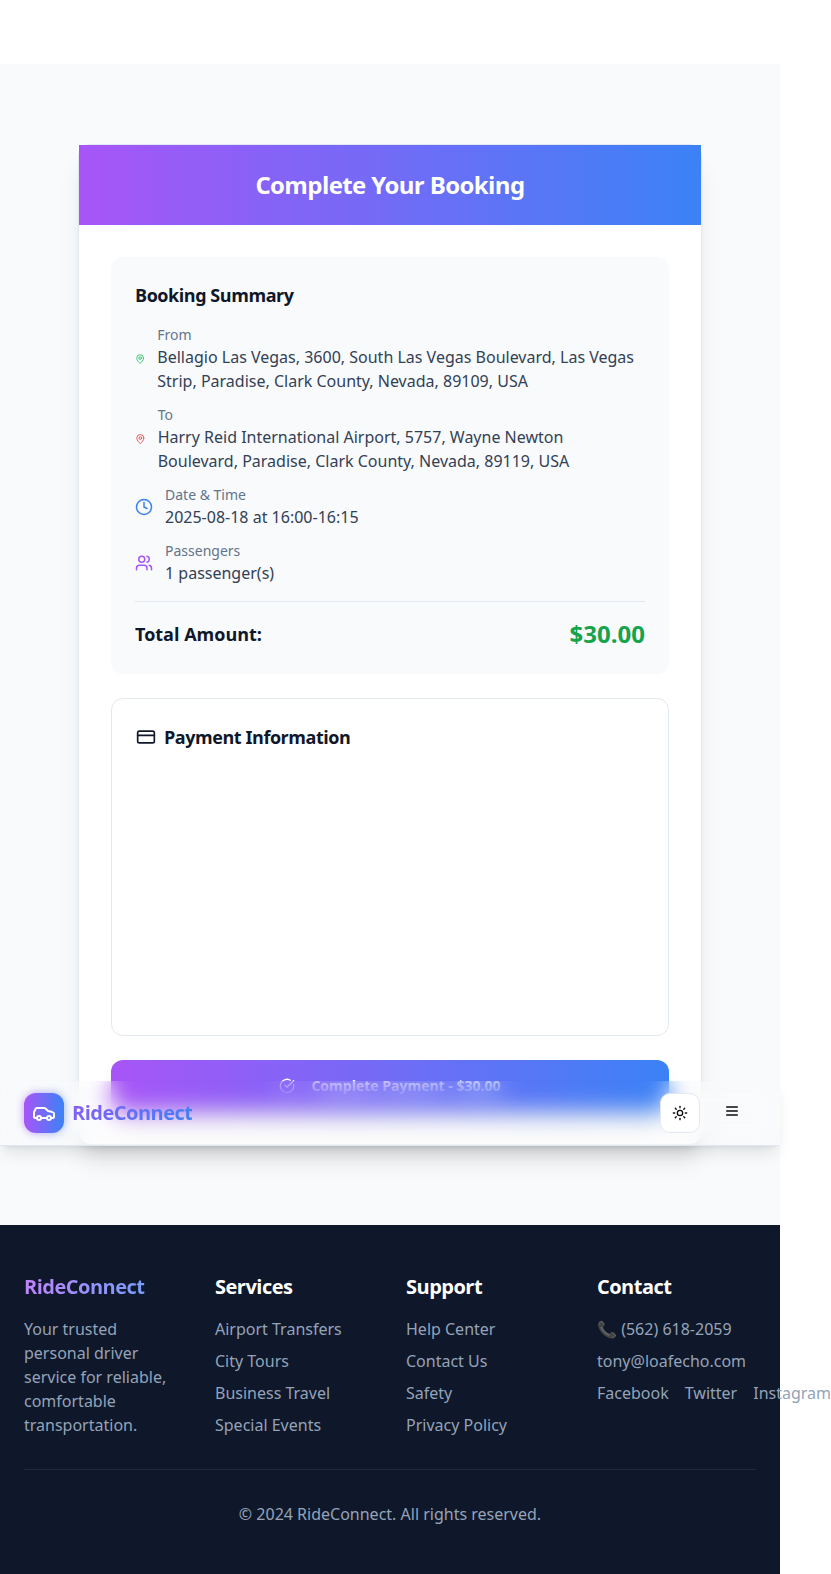 Complete Your Booking
Booking Summary
From
Bellagio Las Vegas, 3600, South Las Vegas Boulevard, Las Vegas
Strip, Paradise, Clark County, Nevada, 89109, USA
To
Harry Reid International Airport, 5757, Wayne Newton
Boulevard, Paradise, Clark County, Nevada, 89119, USA
Date & Time
2025-08-18 at 16:00-16:15
Passengers
1 passenger(s)
Total Amount: $30.00
Payment Information
Complete Payment - $30.00
RideConnect
RideConnect
Your trusted
personal driver
service for reliable,
comfortable
transportation.
Services
Airport Transfers
City Tours
Business Travel
Special Events
Support
Help Center
Contact Us
Safety
Privacy Policy
Contact
📞 (562) 618-2059
tony@loafecho.com
Facebook Twitter Instagram
© 2024 RideConnect. All rights reserved.